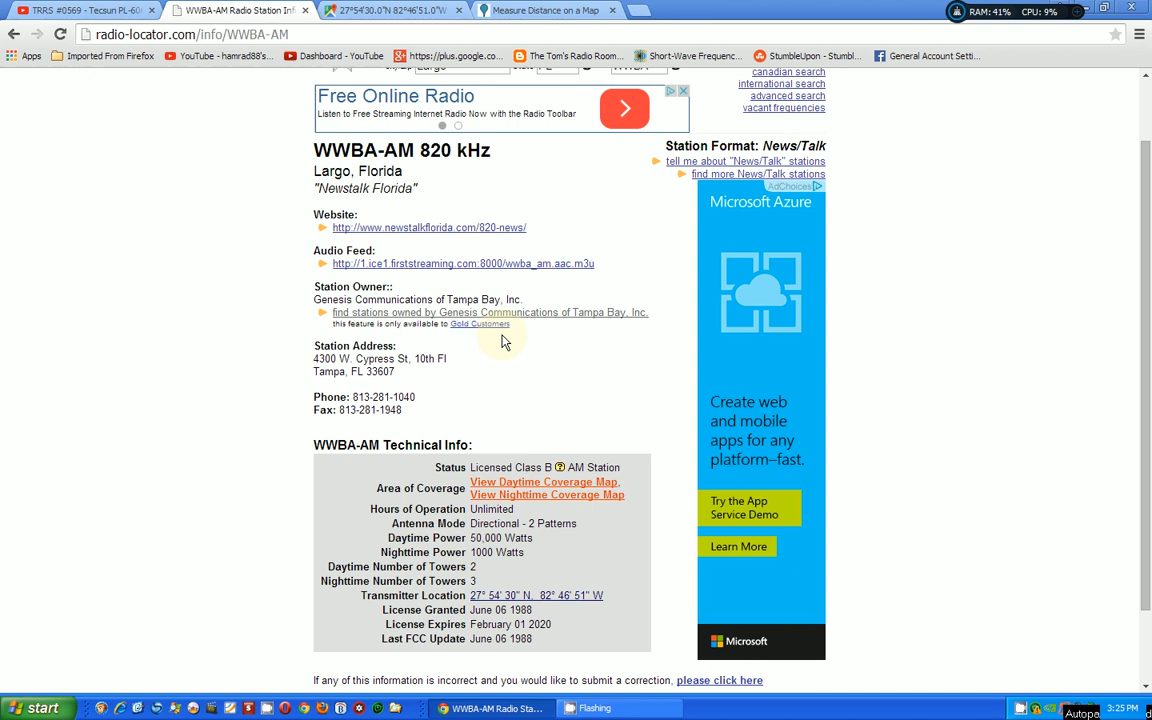 TRRS #0569 - Tecsun PL-60
WWBA-AM Radio Station Inf
27°54'30.0"N 82°46'51.0"W
Measure Distance on a Map
RAM: 41% CPU: 9%
radio-locator.com/info/WWBA-AM
Apps
Imported From Firefox
YouTube - hamrad88's...
Dashboard - YouTube
https://plus.google.co...
The Tom's Radio Room...
Short-Wave Frequenc...
StumbleUpon - Stumbl...
General Account Setti...
canadian search
international search
advanced search
vacant frequencies
Free Online Radio
Listen to Free Streaming Internet Radio Now with the Radio Toolbar
WWBA-AM 820 kHz
Largo, Florida
"Newstalk Florida"
Station Format: News/Talk
tell me about "News/Talk" stations
find more News/Talk stations
Website:
http://www.newstalkflorida.com/820-news/
Audio Feed:
http://1.ice1.firststreaming.com:8000/wwba_am.aac.m3u
Station Owner::
Genesis Communications of Tampa Bay, Inc.
find stations owned by Genesis Communications of Tampa Bay, Inc.
this feature is only available to Gold Customers
Station Address:
4300 W. Cypress St, 10th Fl
Tampa, FL 33607
Phone: 813-281-1040
Fax: 813-281-1948
WWBA-AM Technical Info:
Status Licensed Class B ? AM Station
Area of Coverage View Daytime Coverage Map,
View Nighttime Coverage Map
Hours of Operation Unlimited
Antenna Mode Directional - 2 Patterns
Daytime Power 50,000 Watts
Nighttime Power 1000 Watts
Daytime Number of Towers 2
Nighttime Number of Towers 3
Transmitter Location 27° 54' 30" N, 82° 46' 51" W
License Granted June 06 1988
License Expires February 01 2020
Last FCC Update June 06 1988
If any of this information is incorrect and you would like to submit a correction, please click here
AdChoices
Microsoft Azure
Create web
and mobile
apps for any
platform–fast.
Try the App
Service Demo
Learn More
Microsoft
start
WWBA-AM Radio Sta...
Flashing
Autopa
3:25 PM